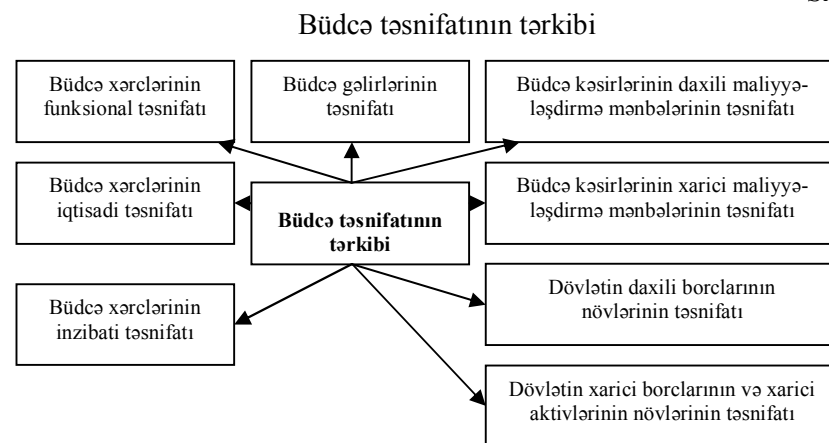 Büdcə təsnifatının tərkibi
Büdcə xərclərinin
funksional təsnifatı
Büdcə gəlirlərinin
təsnifatı
Büdcə kəsirlərinin daxili maliyyə-
ləşdirmə mənbələrinin təsnifatı
Büdcə xərclərinin
iqtisadi təsnifatı
Büdcə təsnifatının
tərkibi
Büdcə kəsirlərinin xarici maliyyə-
ləşdirmə mənbələrinin təsnifatı
Büdcə xərclərinin
inzibati təsnifatı
Dövlətin daxili borclarının
növlərinin təsnifatı
Dövlətin xarici borclarının və xarici
aktivlərinin növlərinin təsnifatı